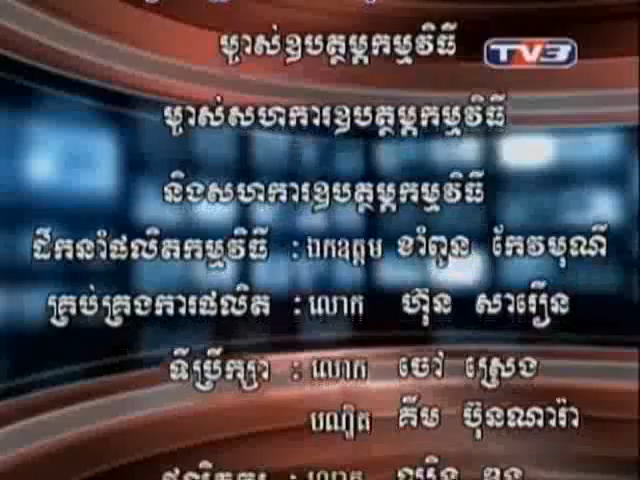 ម្ចាស់ឧបត្ថម្ភកម្មវិធី
TV3
ម្ចាស់សហការឧបត្ថម្ភកម្មវិធី
និងសហការឧបត្ថម្ភកម្មវិធី
ដឹកនាំផលិតកម្មវិធី : ឯកឧត្តម ខាំពូន កែវមុណី
គ្រប់គ្រងការផលិត : លោក ហ៊ុន សារឿន
ទីប្រឹក្សា : លោក ចៅ ស្រេង
បណ្ឌិត គឹម ប៊ុនណារ៉ា